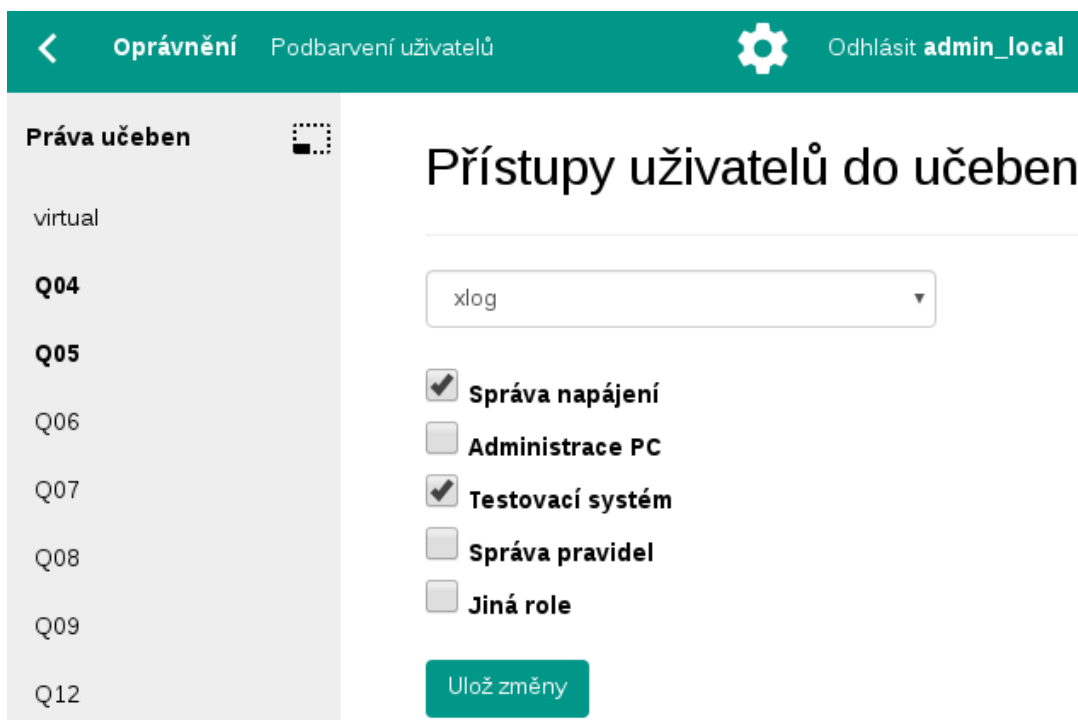 Oprávnění Podbarvení uživatelů Odhlásit admin_local
Práva učeben
virtual
Q04
Q05
Q06
Q07
Q08
Q09
Q12
Přístupy uživatelů do učeben
xlog
Správa napájení
Administrace PC
Testovací systém
Správa pravidel
Jiná role
Ulož změny